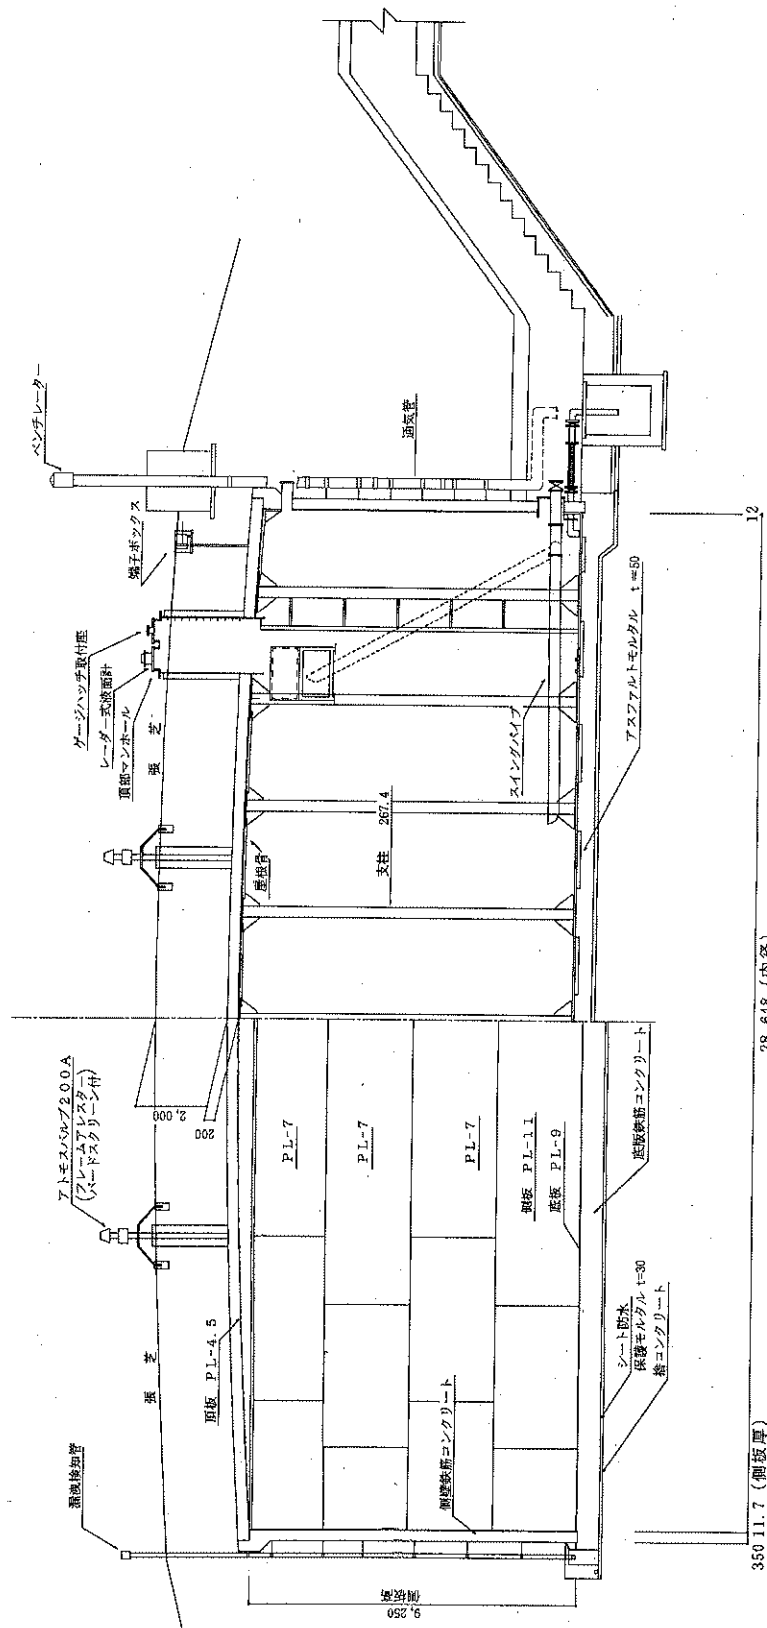 ベンチレーター
端子ボックス
ゲージハッチ取付座
レーダー式液面計
頂部マンホール
張 芝
通気管
スイングパイプ
アスファルトモルタル t=50
12
屋根骨
支柱 267.4
アトモスバルブ200A
(フレームアレスター
バードスクリーン付)
2,000
200
張 芝
頂板 PL-4.5
PL-7
PL-7
PL-7
側板 PL-11
底板 PL-9
底版鉄筋コンクリート
側壁鉄筋コンクリート
シート防水
保護モルタル t=30
捨コンクリート
漏洩検知管
9,250
側板高
350 11.7 (側板厚)